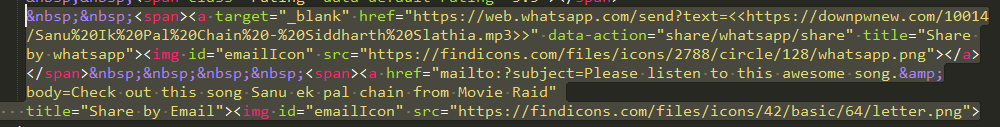 &nbsp;&nbsp;<span><a target="_blank" href="https://web.whatsapp.com/send?text=<<https://downpwnew.com/10014
/Sanu%20Ik%20Pal%20Chain%20-%20Siddharth%20Slathia.mp3>>" data-action="share/whatsapp/share" title="Share
by whatsapp"><img id="emailIcon" src="https://findicons.com/files/icons/2788/circle/128/whatsapp.png"></a>
</span>&nbsp;&nbsp;&nbsp;&nbsp;<span><a href="mailto:?subject=Please listen to this awesome song.&amp;
body=Check out this song Sanu ek pal chain from Movie Raid"
title="Share by Email"><img id="emailIcon" src="https://findicons.com/files/icons/42/basic/64/letter.png">